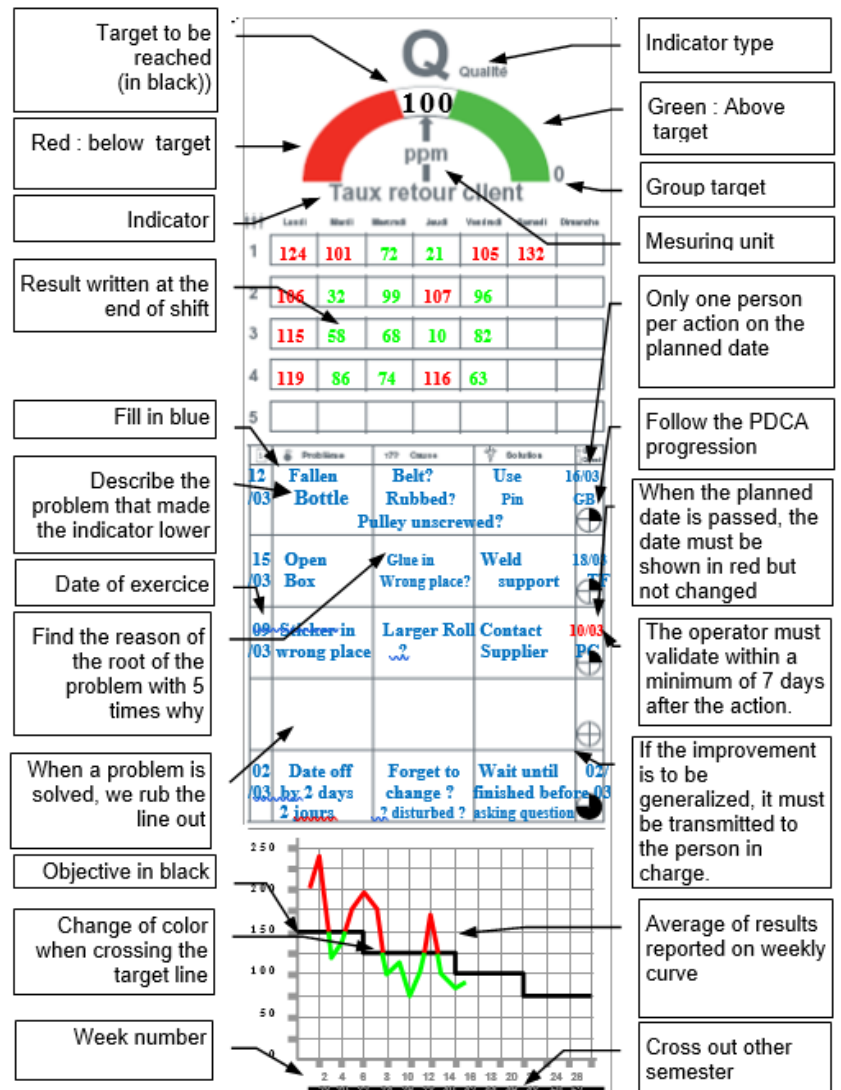 Target to be
reached
(in black))
Red : below target
Indicator
Result written at the
end of shift
Fill in blue
Describe the
problem that made
the indicator lower
Date of exercice
Find the reason of
the root of the
problem with 5
times why
When a problem is
solved, we rub the
line out
Objective in black
Change of color
when crossing the
target line
Week number
Q
Qualité
100
ppm
0
Taux retour client
Lundi Mardi Mercredi Jeudi Vendredi Samedi Dimanche
1 124 101 72 21 105 132
2 106 32 99 107 96
3 115 58 68 10 82
4 119 86 74 116 63
5
Problème Cause Solution
12 Fallen Belt? Use 16/03
/03 Bottle Rubbed? Pin GB
Pulley unscrewed?
15 Open Glue in Weld 18/03
/03 Box Wrong place? support TF
09 Sticker in Larger Roll Contact 10/03
/03 wrong place ? Supplier PC
02 Date off Forget to Wait until 02/
/03 by 2 days change ? finished before 03
2 jours ? disturbed ? asking question
250
200
150
100
50
0
2 4 6 8 10 12 14 16 18 20 22 24 26 28
Indicator type
Green : Above
target
Group target
Mesuring unit
Only one person
per action on the
planned date
Follow the PDCA
progression
When the planned
date is passed, the
date must be
shown in red but
not changed
The operator must
validate within a
minimum of 7 days
after the action.
If the improvement
is to be
generalized, it must
be transmitted to
the person in
charge.
Average of results
reported on weekly
curve
Cross out other
semester